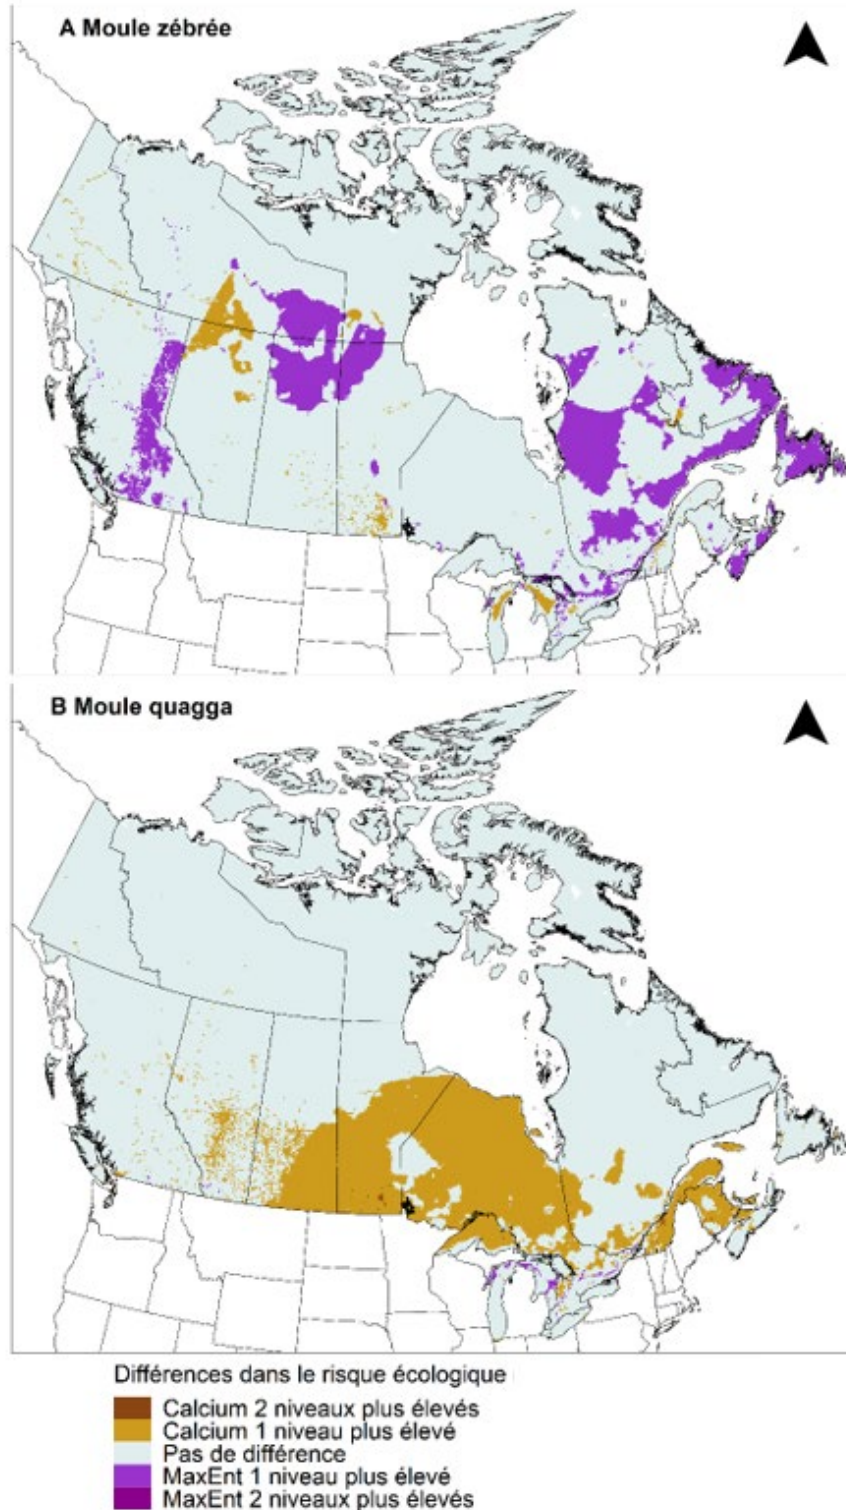 A Moule zébrée
B Moule quagga
Différences dans le risque écologique
Calcium 2 niveaux plus élevés
Calcium 1 niveau plus élevé
Pas de différence
MaxEnt 1 niveau plus élevé
MaxEnt 2 niveaux plus élevés